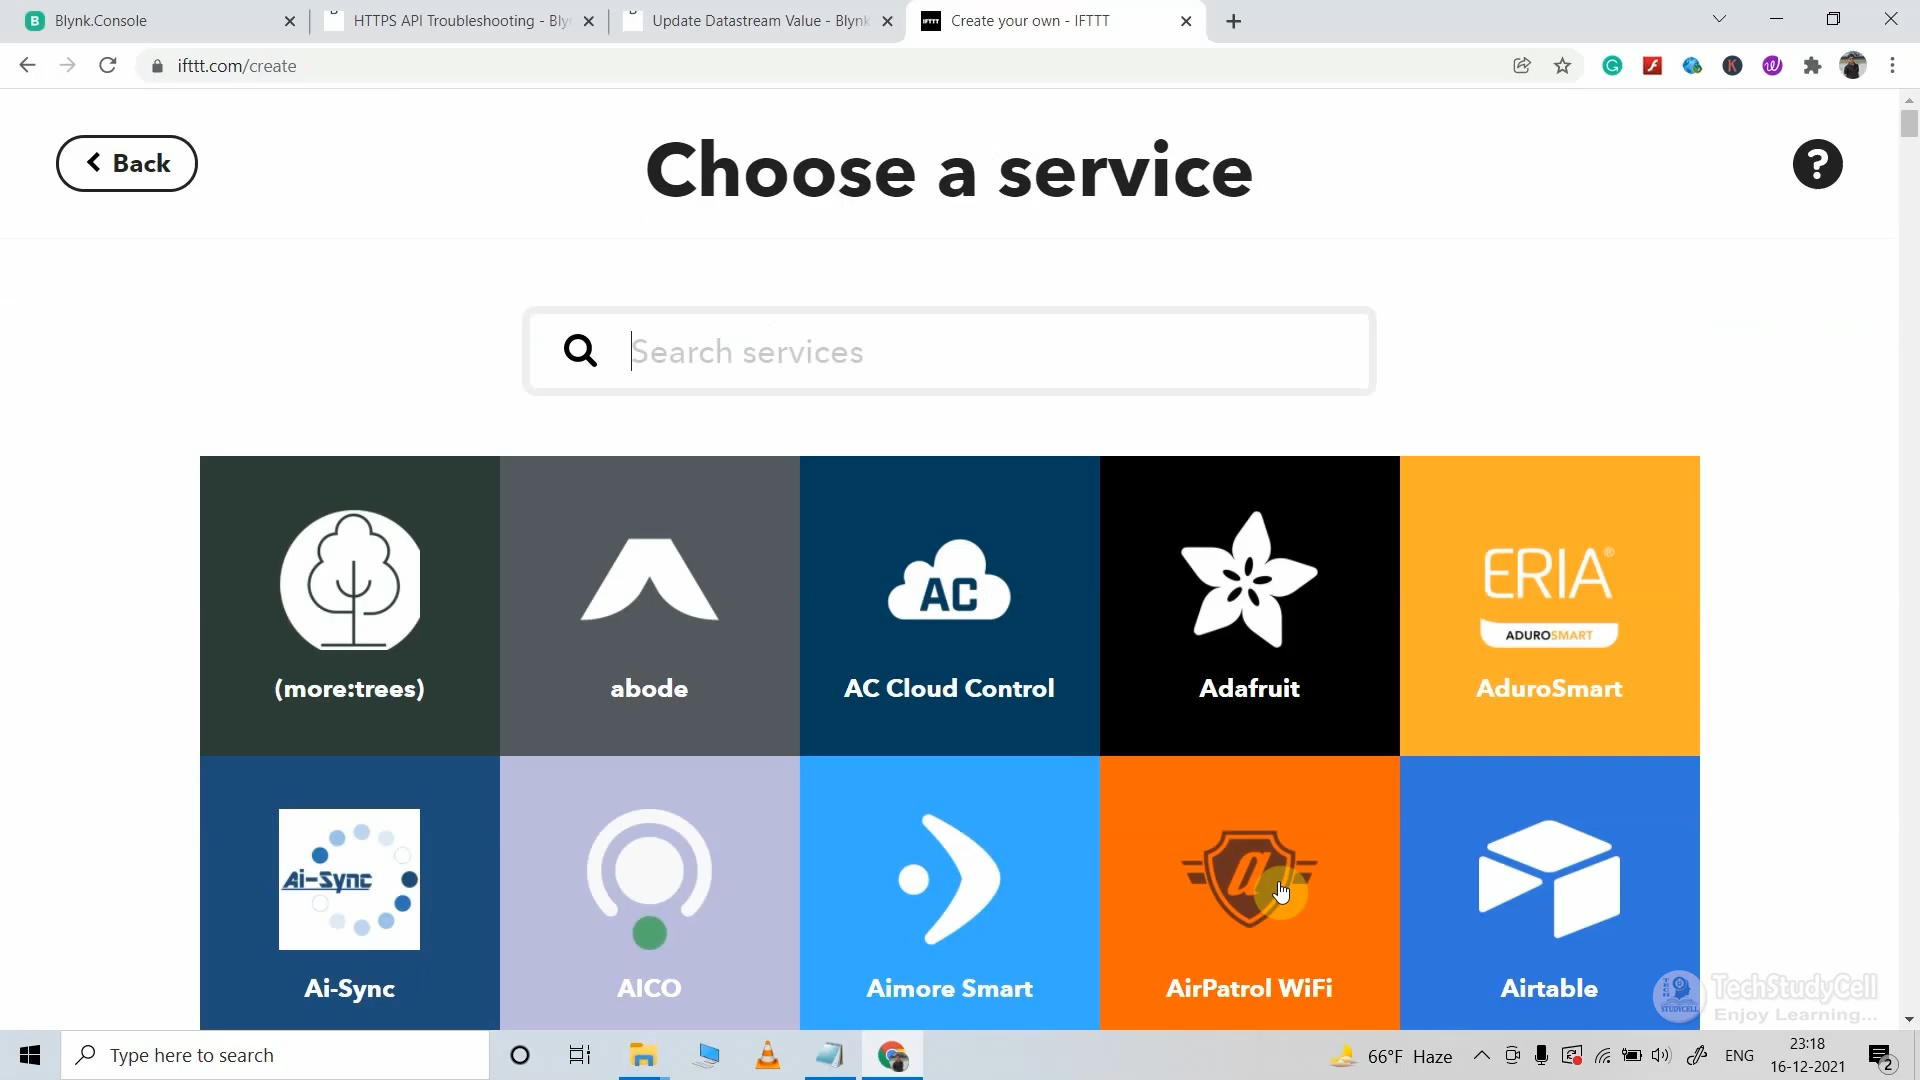 Blynk.Console
HTTPS API Troubleshooting - Bly
Update Datastream Value - Blynk
IFTTT
Create your own - IFTTT
ifttt.com/create
Back
Choose a service
?
Search services
(more:trees)
abode
AC
AC Cloud Control
Adafruit
ERIA®
ADUROSMART
AduroSmart
Ai-Sync
Ai-Sync
AICO
Aimore Smart
a
AirPatrol WiFi
Airtable
TechStudyCell
Enjoy Learning...
STUDYCELL
Type here to search
66°F Haze
ENG
23:18
16-12-2021
2